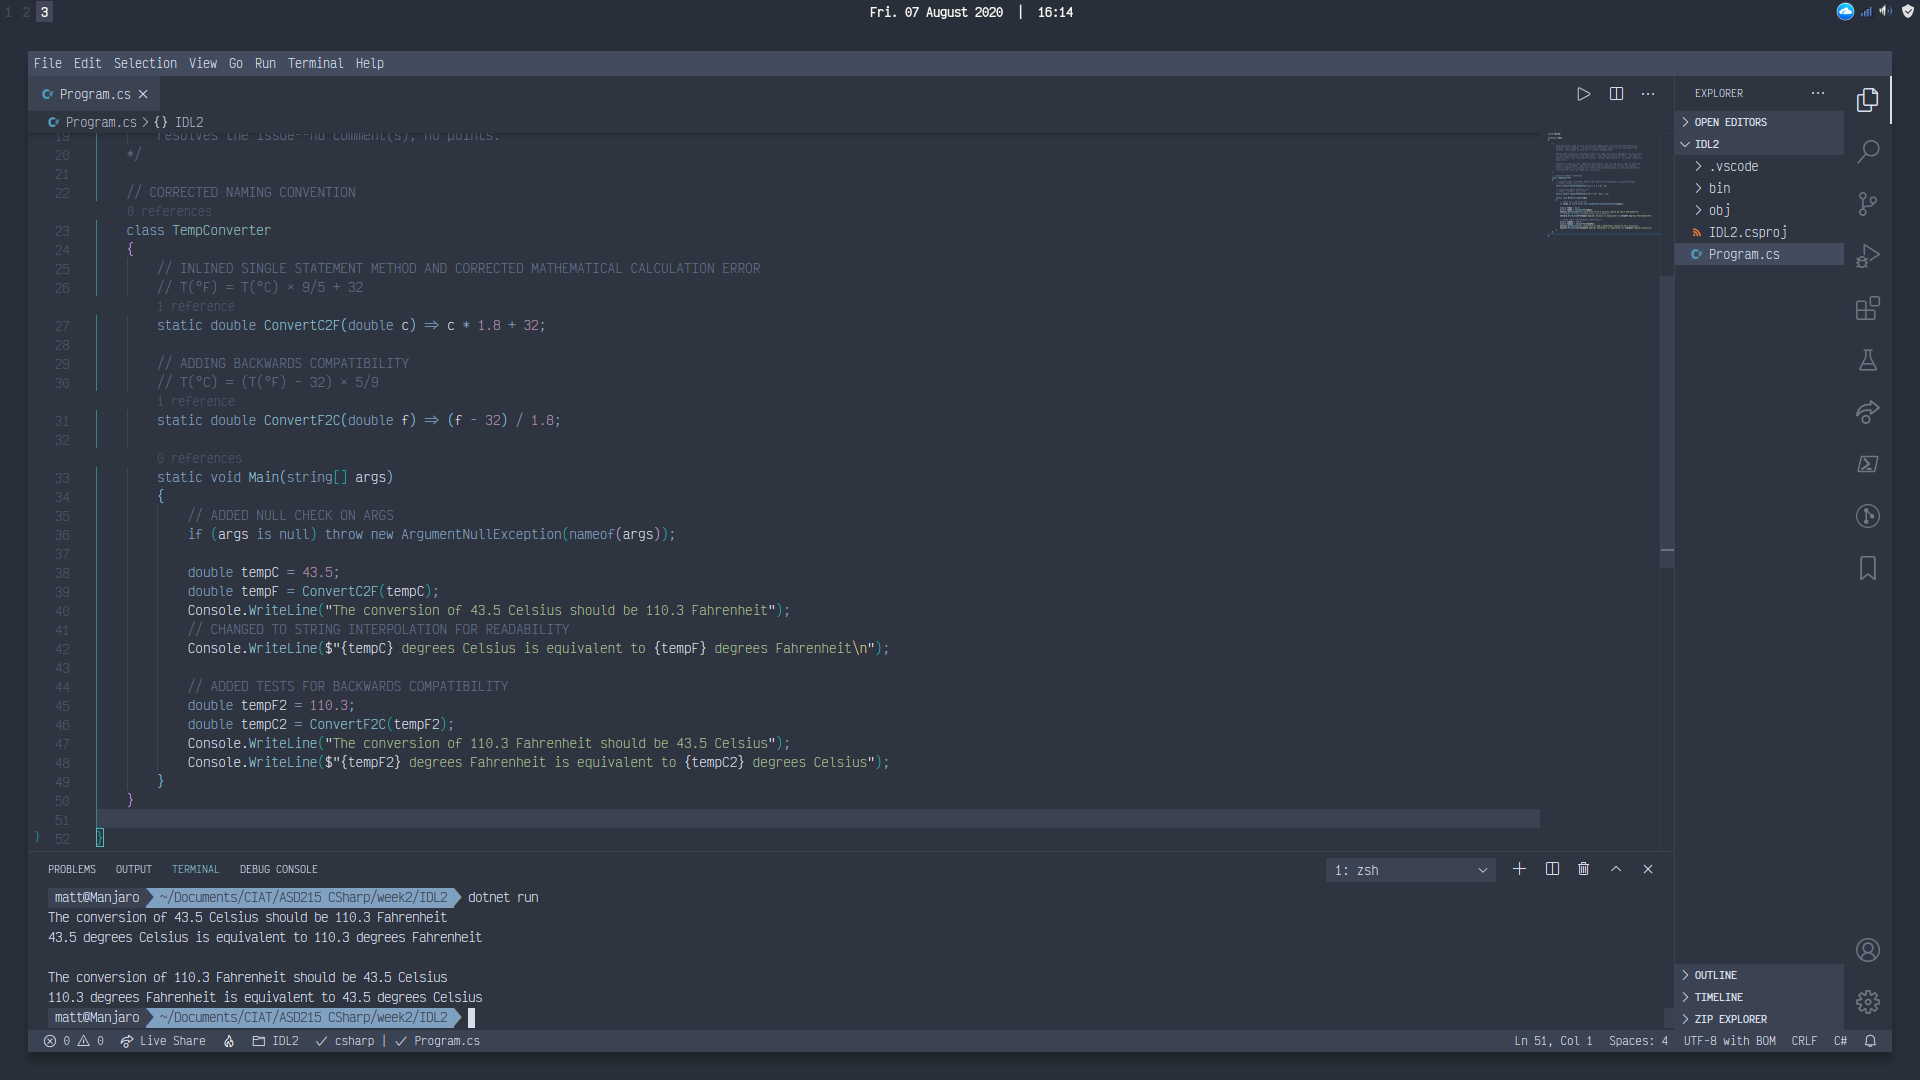 1 2 3
Fri. 07 August 2020 | 16:14
File Edit Selection View Go Run Terminal Help
Program.cs
Program.cs > {} IDL2
19 resolves the issue--no comment(s), no points.
20 */
21
22 // CORRECTED NAMING CONVENTION
0 references
23 class TempConverter
24 {
25 // INLINED SINGLE STATEMENT METHOD AND CORRECTED MATHEMATICAL CALCULATION ERROR
26 // T(°F) = T(°C) × 9/5 + 32
1 reference
27 static double ConvertC2F(double c) => c * 1.8 + 32;
28
29 // ADDING BACKWARDS COMPATIBILITY
30 // T(°C) = (T(°F) - 32) × 5/9
1 reference
31 static double ConvertF2C(double f) => (f - 32) / 1.8;
32
0 references
33 static void Main(string[] args)
34 {
35 // ADDED NULL CHECK ON ARGS
36 if (args is null) throw new ArgumentNullException(nameof(args));
37
38 double tempC = 43.5;
39 double tempF = ConvertC2F(tempC);
40 Console.WriteLine("The conversion of 43.5 Celsius should be 110.3 Fahrenheit");
41 // CHANGED TO STRING INTERPOLATION FOR READABILITY
42 Console.WriteLine($"{tempC} degrees Celsius is equivalent to {tempF} degrees Fahrenheit\n");
43
44 // ADDED TESTS FOR BACKWARDS COMPATIBILITY
45 double tempF2 = 110.3;
46 double tempC2 = ConvertF2C(tempF2);
47 Console.WriteLine("The conversion of 110.3 Fahrenheit should be 43.5 Celsius");
48 Console.WriteLine($"{tempF2} degrees Fahrenheit is equivalent to {tempC2} degrees Celsius");
49 }
50 }
51
} 52 }
EXPLORER
OPEN EDITORS
IDL2
.vscode
bin
obj
IDL2.csproj
Program.cs
OUTLINE
TIMELINE
ZIP EXPLORER
PROBLEMS OUTPUT TERMINAL DEBUG CONSOLE
1: zsh
matt@Manjaro ~/Documents/CIAT/ASD215 CSharp/week2/IDL2 dotnet run
The conversion of 43.5 Celsius should be 110.3 Fahrenheit
43.5 degrees Celsius is equivalent to 110.3 degrees Fahrenheit
The conversion of 110.3 Fahrenheit should be 43.5 Celsius
110.3 degrees Fahrenheit is equivalent to 43.5 degrees Celsius
matt@Manjaro ~/Documents/CIAT/ASD215 CSharp/week2/IDL2
0 0 Live Share IDL2 csharp | Program.cs
Ln 51, Col 1 Spaces: 4 UTF-8 with BOM CRLF C#